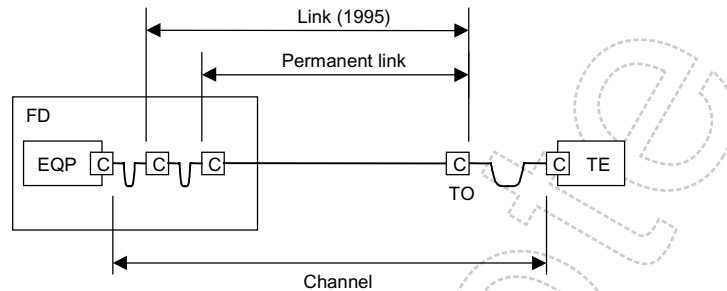 Link (1995)
Permanent link
FD
EQP C C C C C TE
TO
Channel